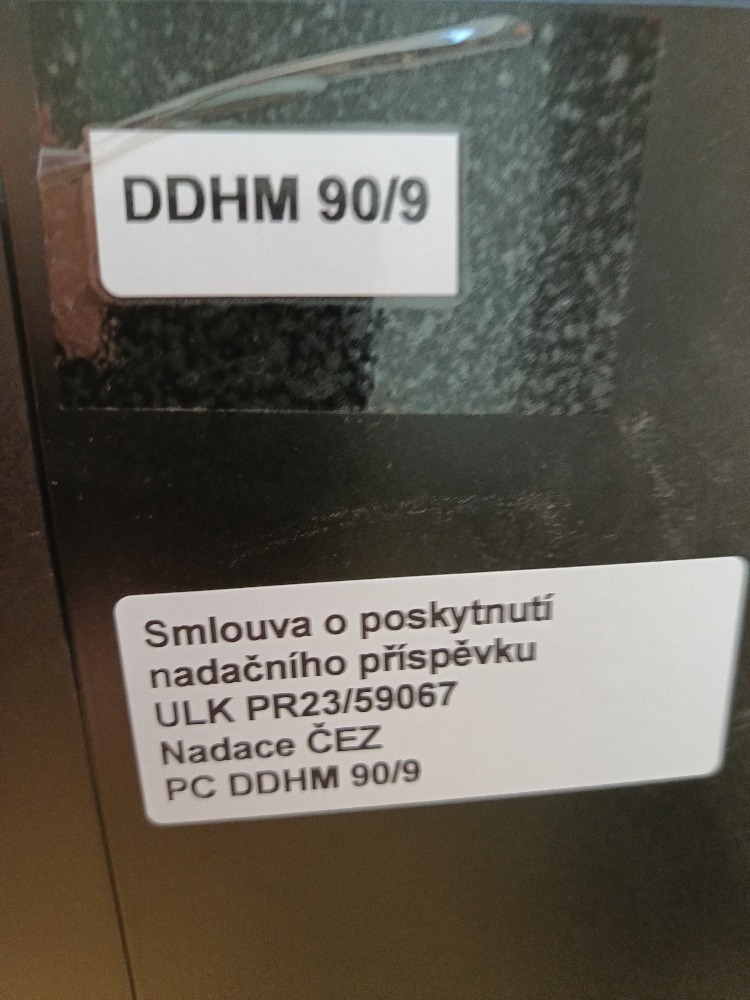 DDHM 90/9
Smlouva o poskytnutí
nadačního příspěvku
ULK PR23/59067
Nadace ČEZ
PC DDHM 90/9